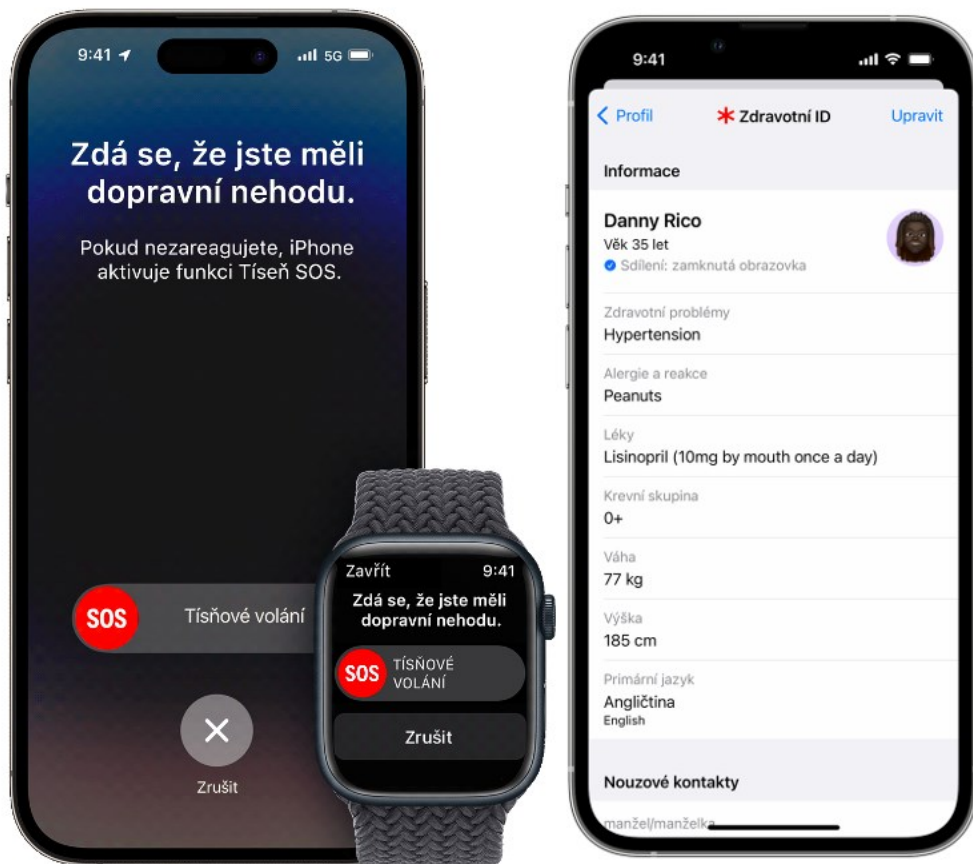 9:41
5G
Zdá se, že jste měli
dopravní nehodu.
Pokud nezareagujete, iPhone
aktivuje funkci Tíseň SOS.
SOS
Tísňové volání
Zrušit
Zavřít 9:41
Zdá se, že jste měli
dopravní nehodu.
SOS
TÍSŇOVÉ
VOLÁNÍ
Zrušit
9:41
Profil
Zdravotní ID
Upravit
Informace
Danny Rico
Věk 35 let
Sdílení: zamknutá obrazovka
Zdravotní problémy
Hypertension
Alergie a reakce
Peanuts
Léky
Lisinopril (10mg by mouth once a day)
Krevní skupina
0+
Váha
77 kg
Výška
185 cm
Primární jazyk
Angličtina
English
Nouzové kontakty
manžel/manželka